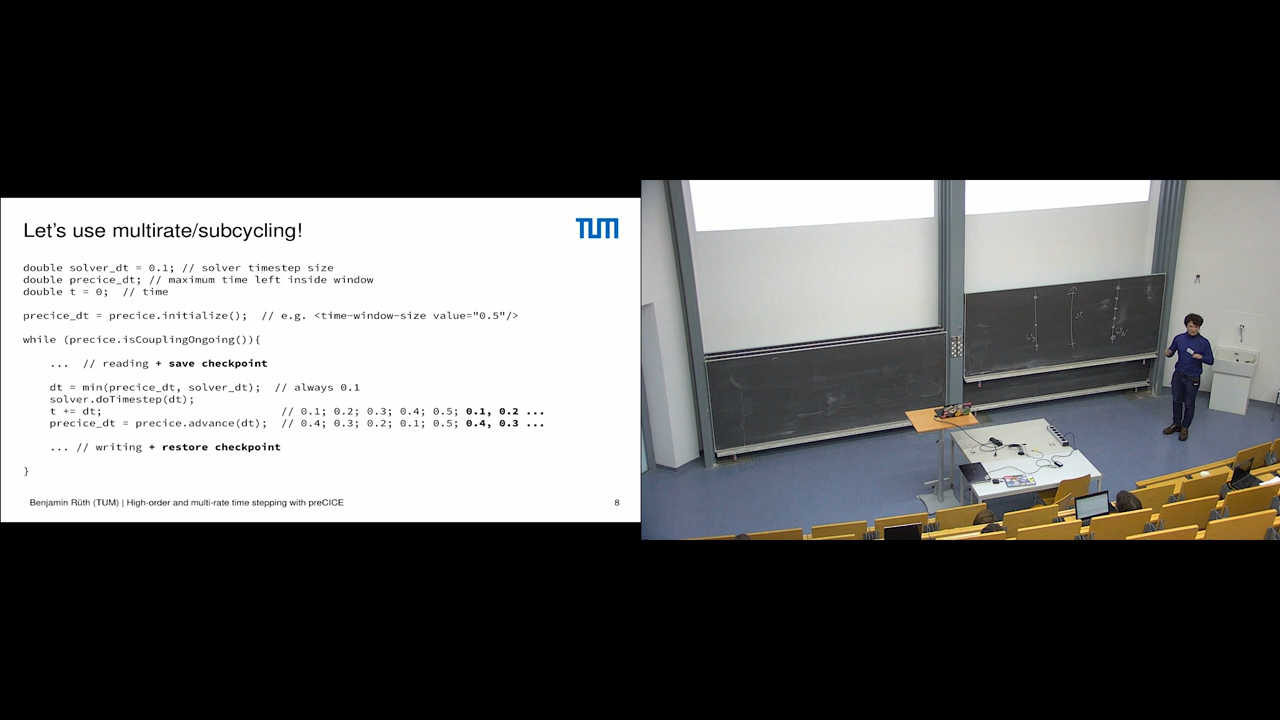 Let's use multirate/subcycling!
TUM
double solver_dt = 0.1; // solver timestep size
double precice_dt; // maximum time left inside window
double t = 0;  // time
precice_dt = precice.initialize();  // e.g. <time-window-size value="0.5"/>
while (precice.isCouplingOngoing()){
...  // reading + save checkpoint
dt = min(precice_dt, solver_dt);  // always 0.1
solver.doTimestep(dt);
t += dt;  // 0.1; 0.2; 0.3; 0.4; 0.5; 0.1, 0.2 ...
precice_dt = precice.advance(dt);  // 0.4; 0.3; 0.2; 0.1; 0.5; 0.4, 0.3 ...
... // writing + restore checkpoint
}
Benjamin Rüth (TUM) | High-order and multi-rate time stepping with preCICE
8